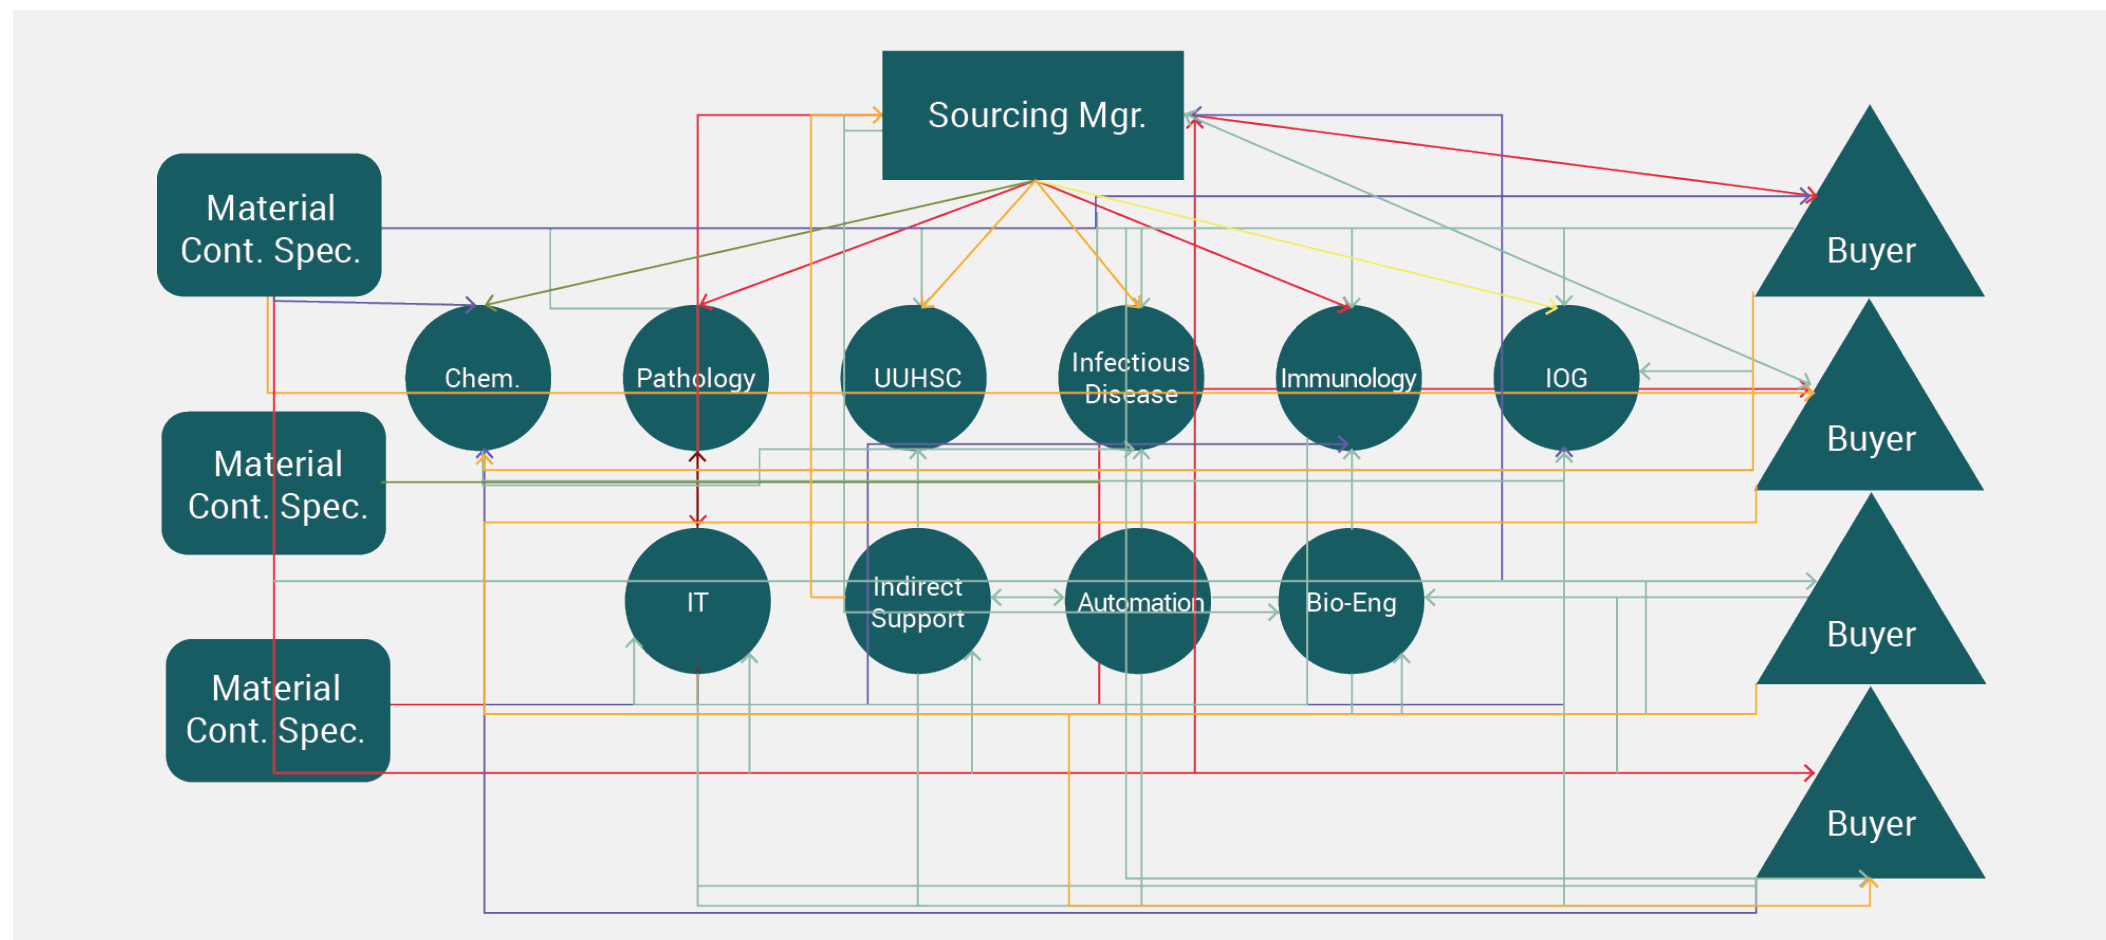 Sourcing Mgr.
Material
Cont. Spec.
Buyer
Chem.
Pathology
UUHSC
Infectious
Disease
Immunology
IOG
Buyer
Material
Cont. Spec.
IT
Indirect
Support
Automation
Bio-Eng
Buyer
Material
Cont. Spec.
Buyer